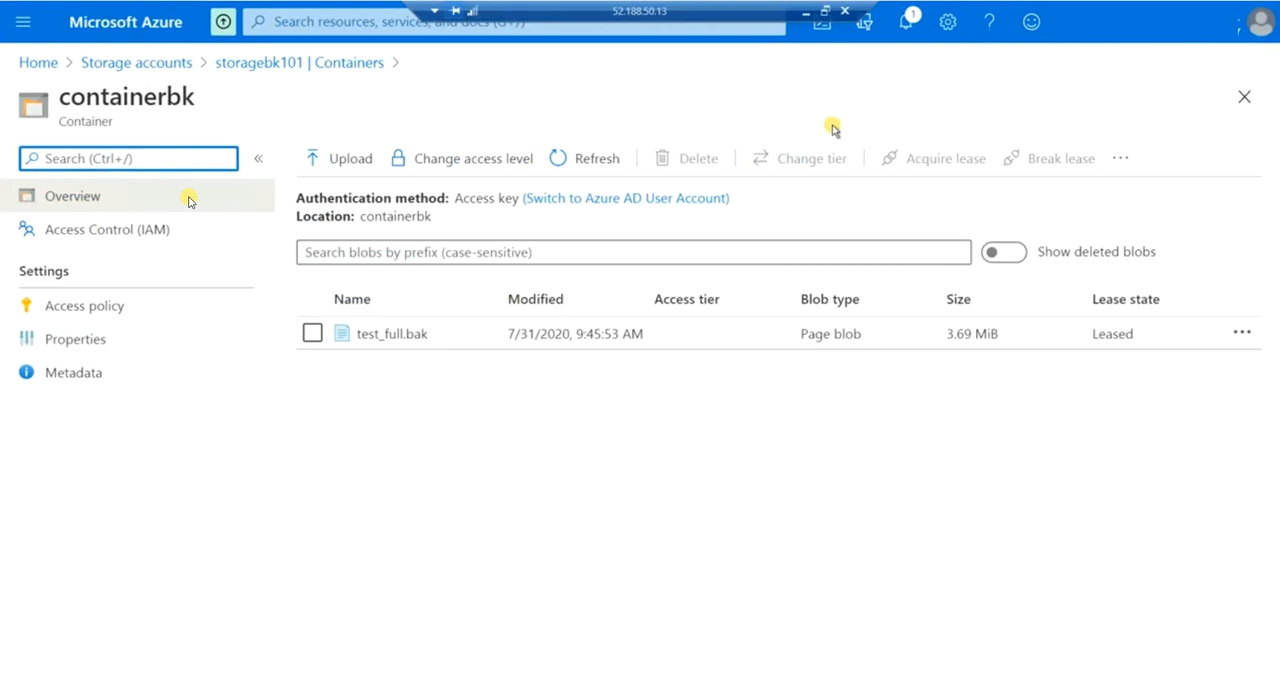 52.188.50.13
Microsoft Azure
Search resources, services, and docs (G+/)
1
Home > Storage accounts > storagebk101 | Containers >
containerbk
Container
Search (Ctrl+/)
«
Upload
Change access level
Refresh
Delete
Change tier
Acquire lease
Break lease
...
Overview
Access Control (IAM)
Settings
Access policy
Properties
Metadata
Authentication method: Access key (Switch to Azure AD User Account)
Location: containerbk
Search blobs by prefix (case-sensitive)
Show deleted blobs
Name Modified Access tier Blob type Size Lease state
test_full.bak 7/31/2020, 9:45:53 AM Page blob 3.69 MiB Leased ...